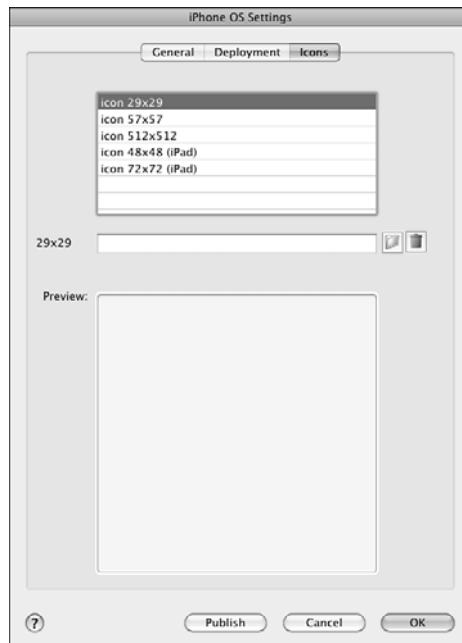 iPhone OS Settings
General Deployment Icons
icon 29x29
icon 57x57
icon 512x512
icon 48x48 (iPad)
icon 72x72 (iPad)
29x29
Preview:
? Publish Cancel OK